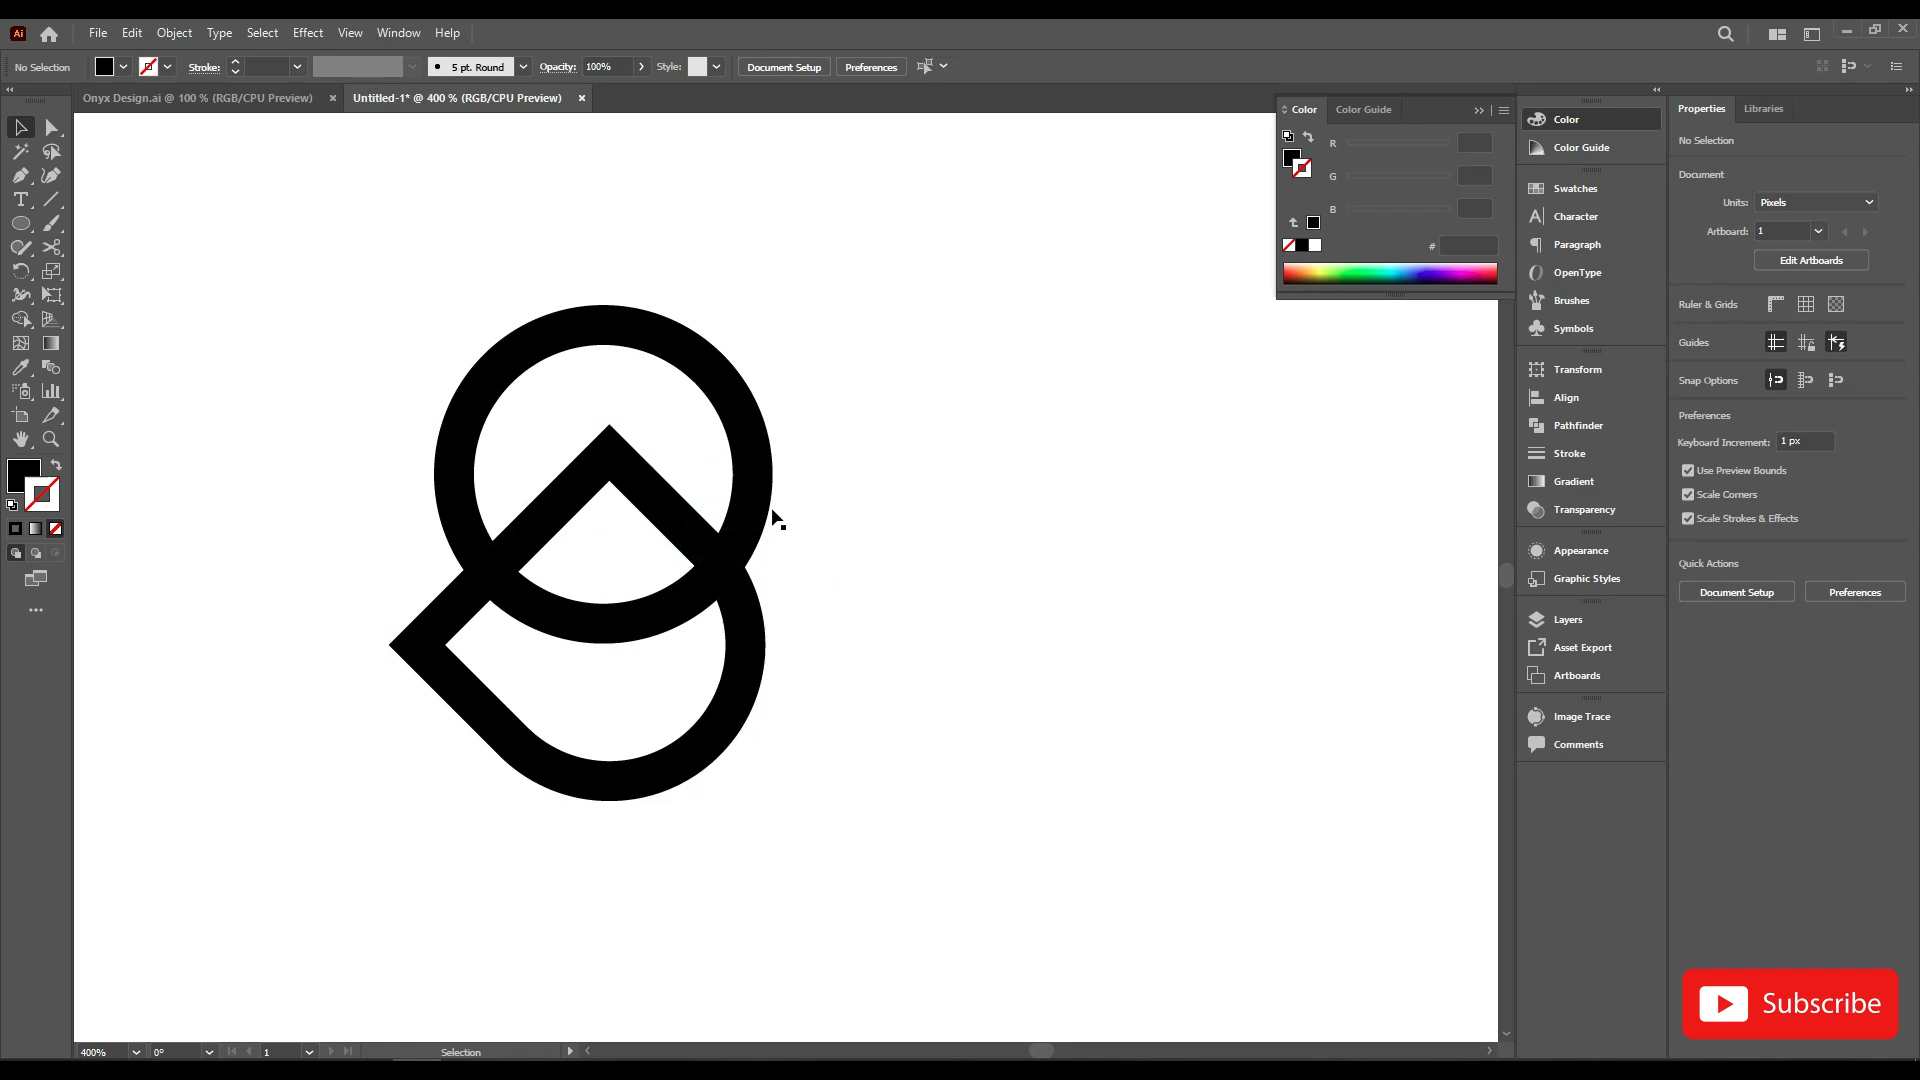 Ai File Edit Object Type Select Effect View Window Help
No Selection Stroke: 5 pt. Round Opacity: 100% Style: Document Setup Preferences
Onyx Design.ai @ 100 % (RGB/CPU Preview) × Untitled-1* @ 400 % (RGB/CPU Preview) ×
Color Color Guide
R
G
B
#
Color
Color Guide
Swatches
Character
Paragraph
OpenType
Brushes
Symbols
Transform
Align
Pathfinder
Stroke
Gradient
Transparency
Appearance
Graphic Styles
Layers
Asset Export
Artboards
Image Trace
Comments
Properties Libraries
No Selection
Document
Units: Pixels
Artboard: 1
Edit Artboards
Ruler & Grids
Guides
Snap Options
Preferences
Keyboard Increment: 1 px
Use Preview Bounds
Scale Corners
Scale Strokes & Effects
Quick Actions
Document Setup Preferences
Subscribe
400% 0° 1 Selection